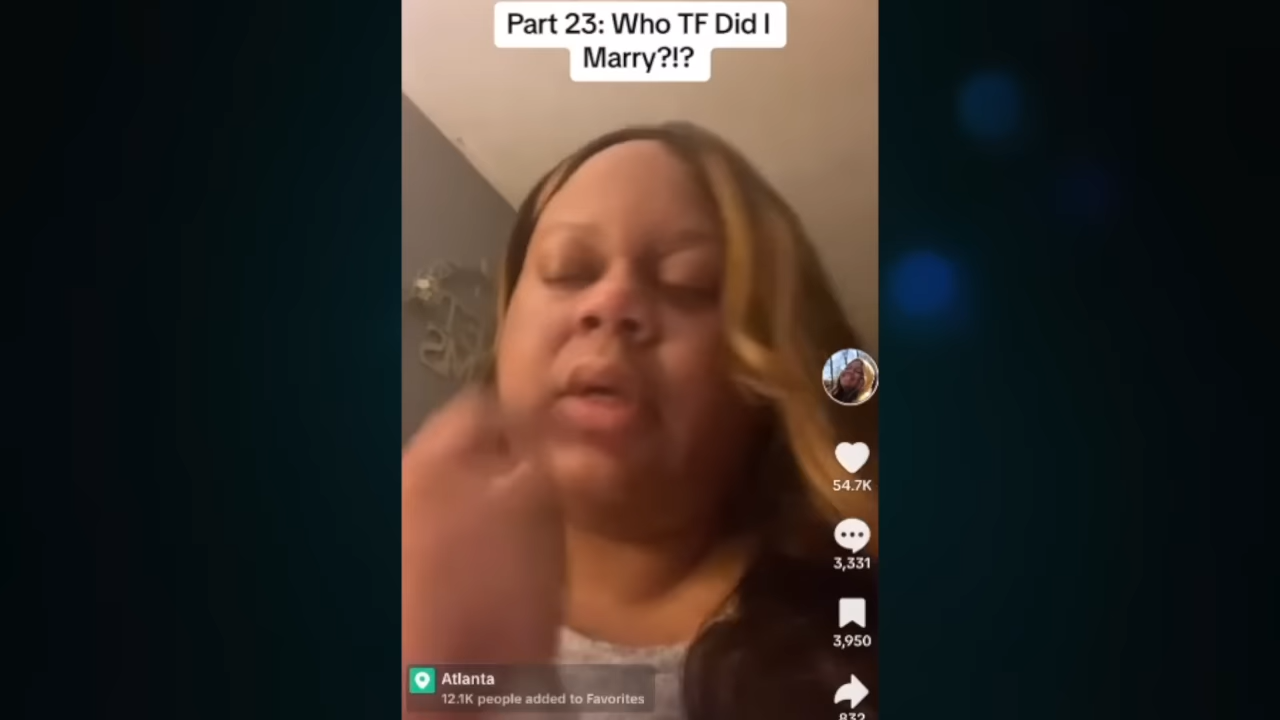 Part 23: Who TF Did I
Marry?!?
54.7K
3,331
3,950
832
Atlanta
12.1K people added to Favorites